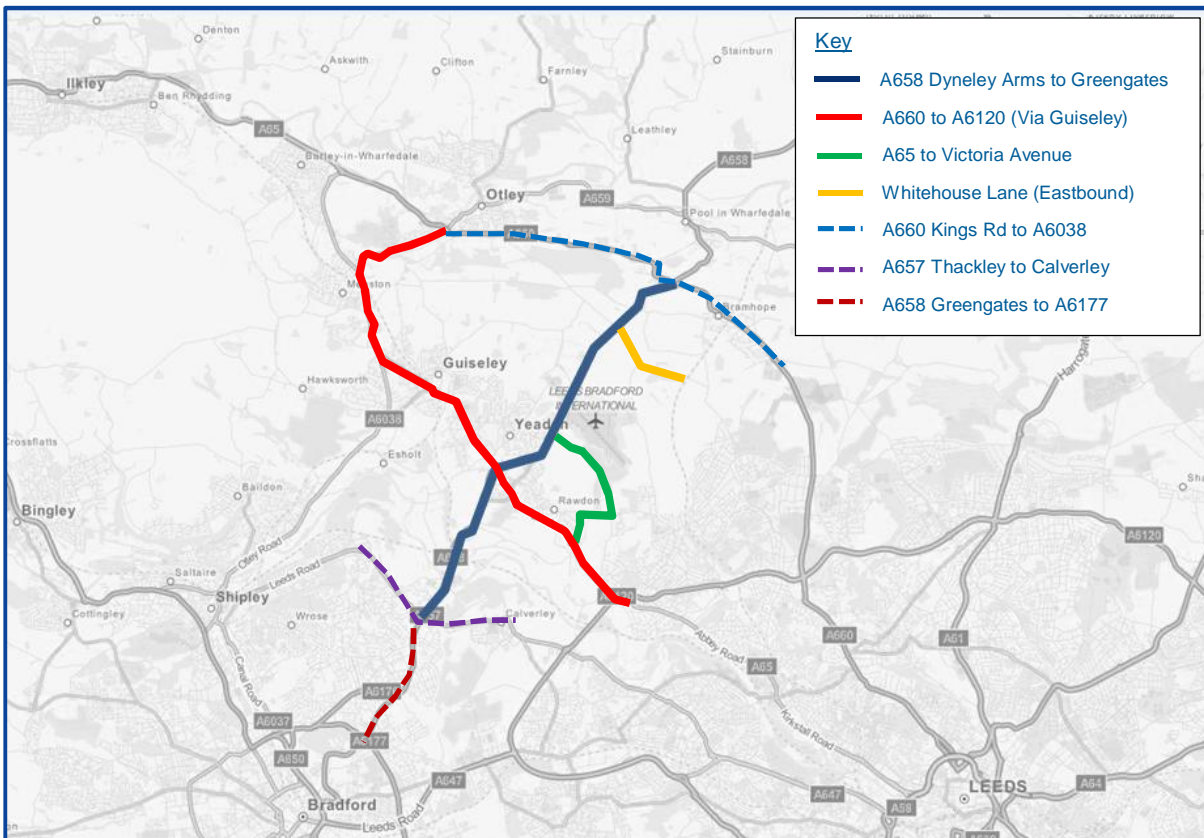 Key
A658 Dyneley Arms to Greengates
A660 to A6120 (Via Guiseley)
A65 to Victoria Avenue
Whitehouse Lane (Eastbound)
A660 Kings Rd to A6038
A657 Thackley to Calverley
A658 Greengates to A6177
Denton
Askwith
Clifton
Stainburn
Ilkley
Farnley
Ben Rhydding
A65
Leathley
Burley-in-Wharfedale
A658
Otley
A659
Pool in Wharfedale
Menston
Bramhope
Guiseley
Harrogate
Hawksworth
LEEDS BRADFORD
INTERNATIONAL
A6038
Yeadon
Crossflatts
Esholt
Baildon
Rawdon
Bingley
Otley Road
A6120
Leeds Road
Saltaire
Shipley
Cottingley
Wrose
Calverley
A6120
Abbey Road
A660
A61
A65
Canal Road
Kirkstall Road
A6037
A6177
A650
A647
A64
Bradford
LEEDS
A647
A58
Leeds Road